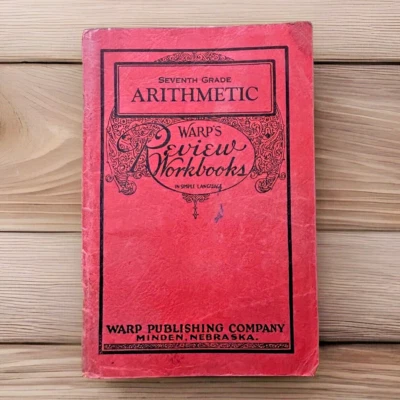 SEVENTH GRADE
ARITHMETIC
WARP'S
Review
Workbooks
IN SIMPLE LANGUAGE
WARP PUBLISHING COMPANY
MINDEN, NEBRASKA.